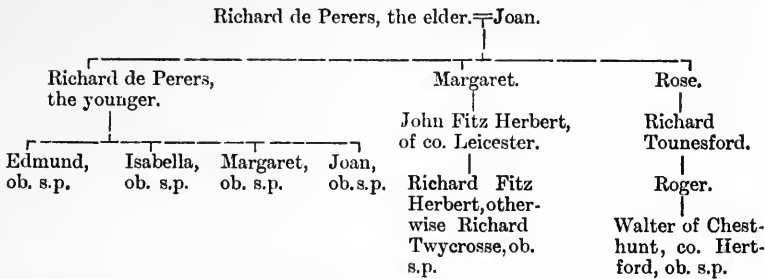 Richard de Perers, the elder.=Joan.
Richard de Perers,
the younger.
Margaret.
Rose.
John Fitz Herbert,
of co. Leicester.
Richard
Tounesford.
Edmund,
ob. s.p.
Isabella,
ob. s.p.
Margaret,
ob. s.p.
Joan,
ob. s.p.
Richard Fitz
Herbert, other-
wise Richard
Twycrosse, ob.
s.p.
Roger.
Walter of Chest-
hunt, co. Hert-
ford, ob. s.p.